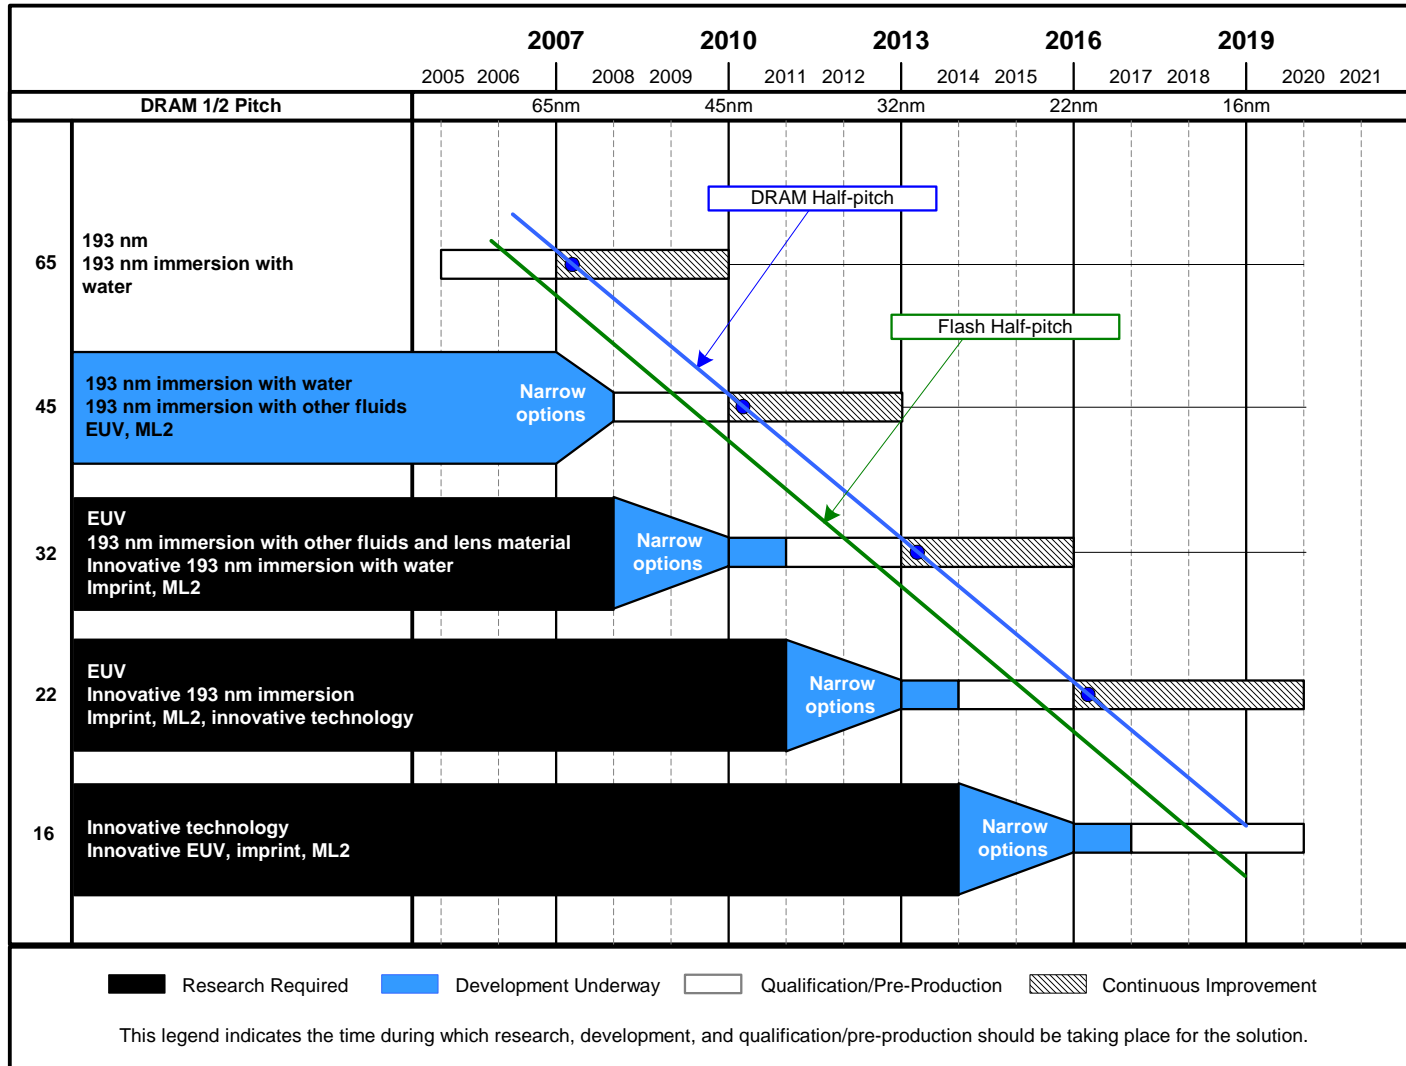 2007 2010 2013 2016 2019
2005 2006 2008 2009 2011 2012 2014 2015 2017 2018 2020 2021
DRAM 1/2 Pitch 65nm 45nm 32nm 22nm 16nm
DRAM Half-pitch
65
193 nm
193 nm immersion with
water
Flash Half-pitch
45
193 nm immersion with water
193 nm immersion with other fluids
EUV, ML2
Narrow
options
32
EUV
193 nm immersion with other fluids and lens material
Innovative 193 nm immersion with water
Imprint, ML2
Narrow
options
22
EUV
Innovative 193 nm immersion
Imprint, ML2, innovative technology
Narrow
options
16
Innovative technology
Innovative EUV, imprint, ML2
Narrow
options
Research Required Development Underway Qualification/Pre-Production Continuous Improvement
This legend indicates the time during which research, development, and qualification/pre-production should be taking place for the solution.